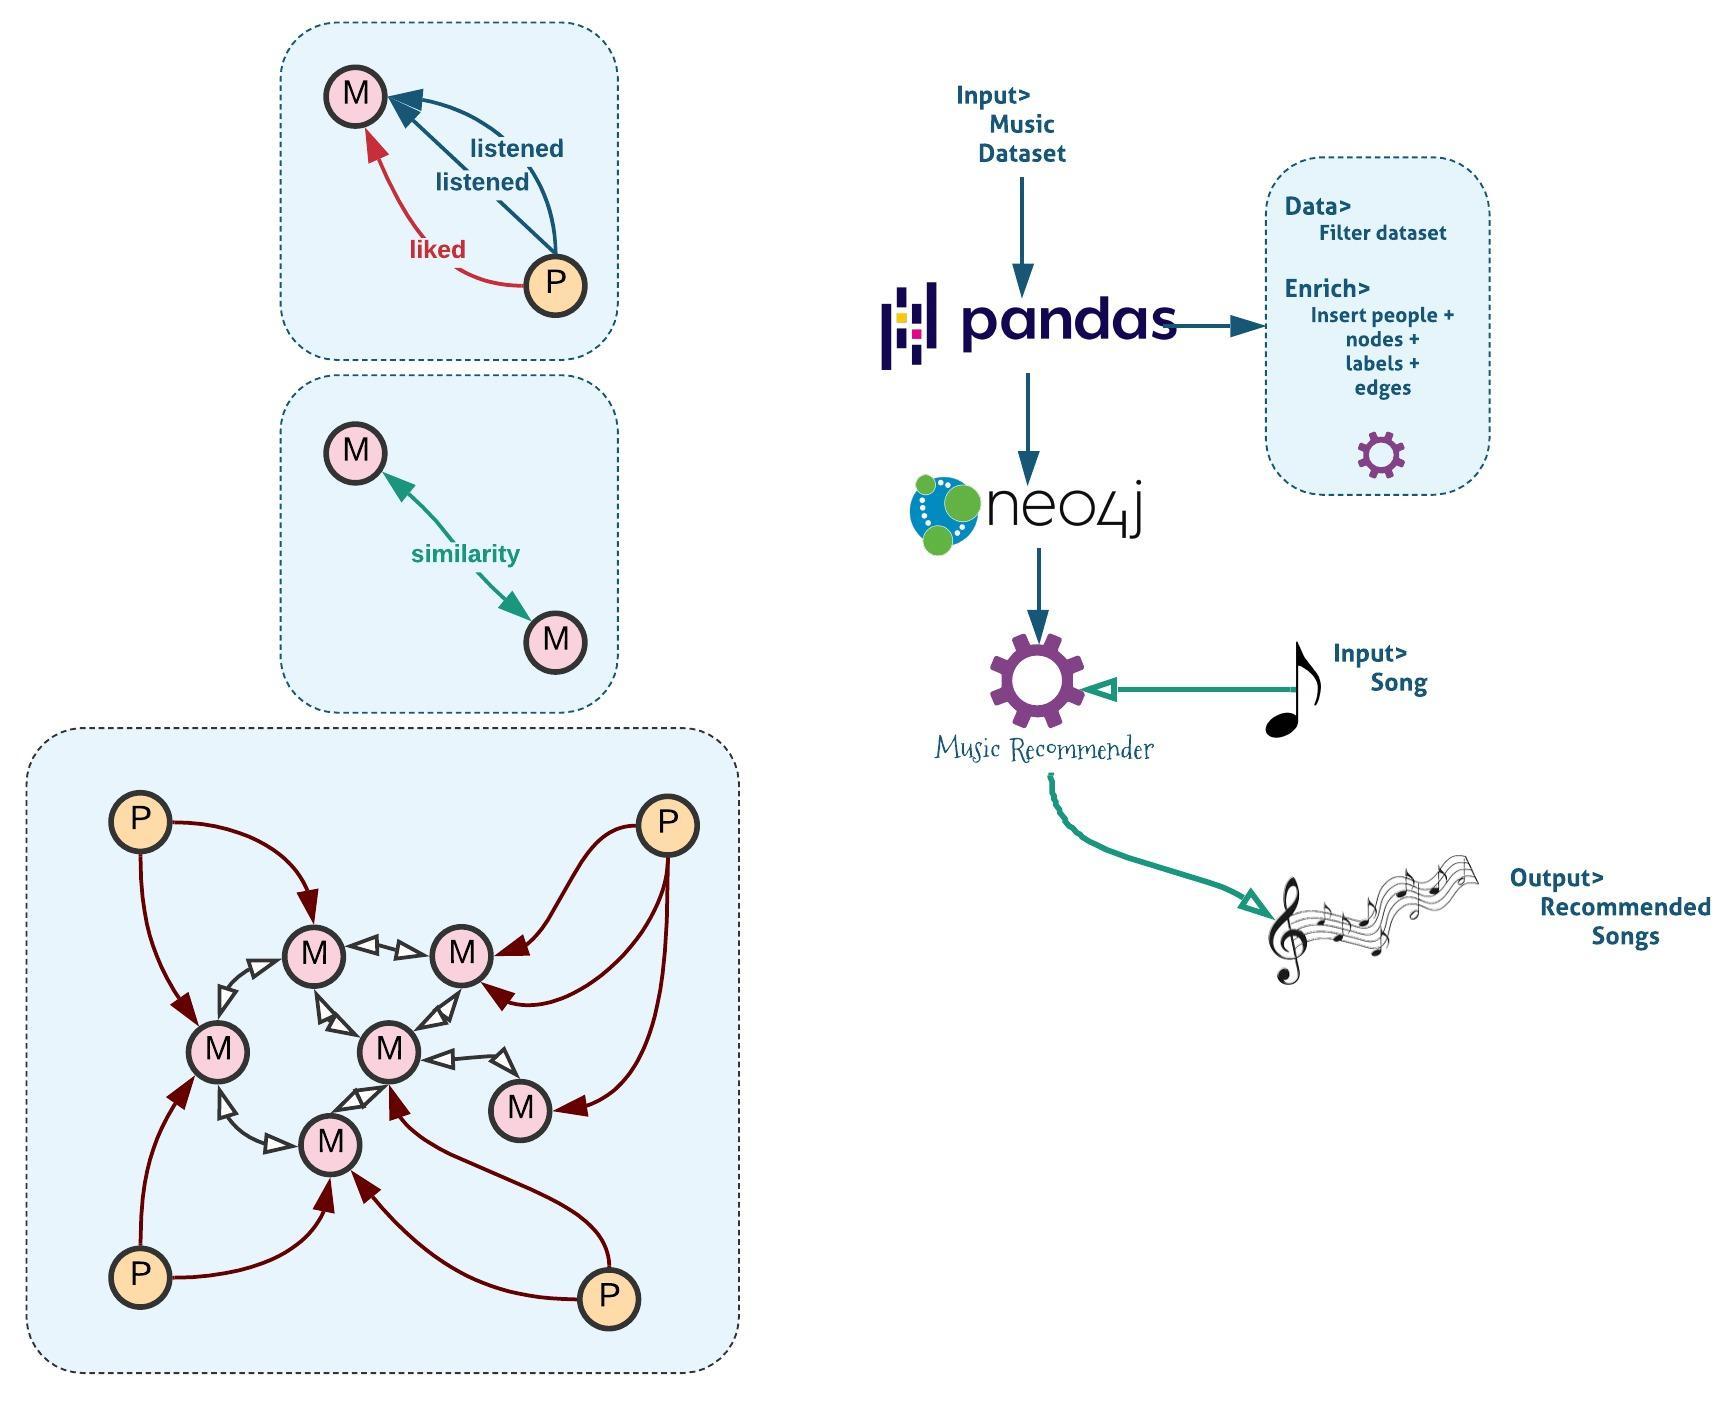 M
listened
listened
liked
P
M
similarity
M
P
P
M
M
M
M
M
M
P
P
Input>
Music
Dataset
pandas
Data>
Filter dataset
Enrich>
Insert people +
nodes +
labels +
edges
neo4j
Input>
Song
Music Recommender
Output>
Recommended
Songs